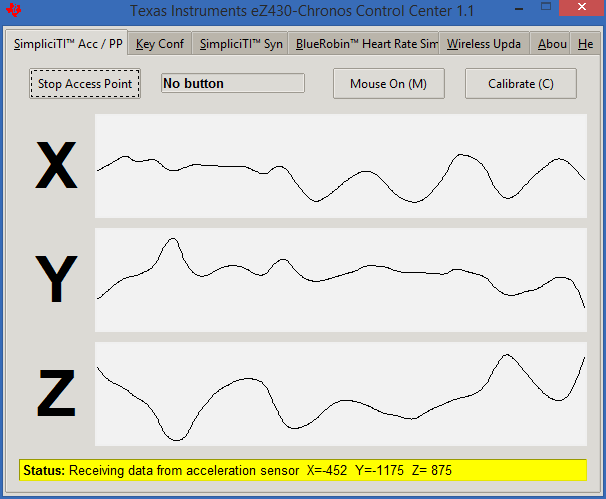 Texas Instruments eZ430-Chronos Control Center 1.1
SimpliciTI™ Acc / PP Key Conf SimpliciTI™ Syn BlueRobin™ Heart Rate Sim Wireless Upda Abou He
Stop Access Point No button Mouse On (M) Calibrate (C)
X
Y
Z
Status: Receiving data from acceleration sensor X=-452 Y=-1175 Z= 875